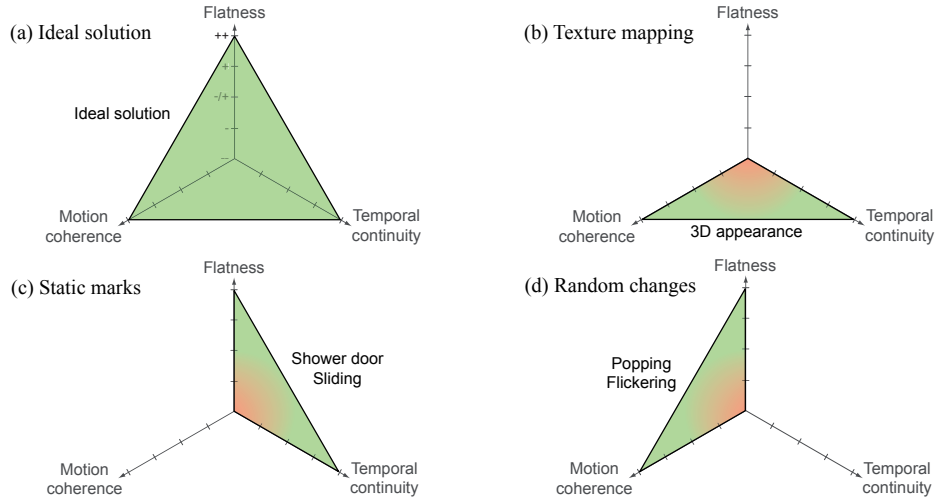 Flatness
(a) Ideal solution
++
+
-/+
-
--
Ideal solution
Motion
coherence
Temporal
continuity
Flatness
(b) Texture mapping
Motion
coherence
3D appearance
Temporal
continuity
Flatness
(c) Static marks
Shower door
Sliding
Motion
coherence
Temporal
continuity
Flatness
(d) Random changes
Popping
Flickering
Motion
coherence
Temporal
continuity